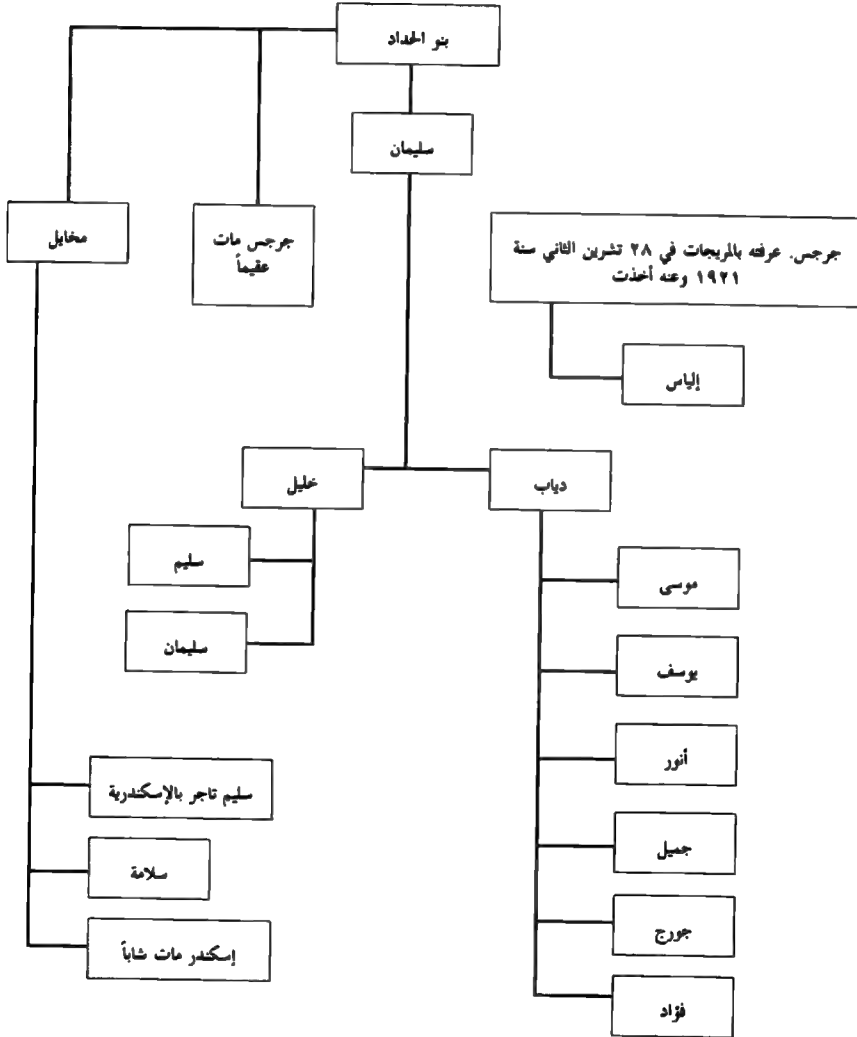 بنو الحداد
سليمان
مخايل
جرجس مات
عقيماً
جرجس. عرفته بالمريجات في ٢٨ تشرين الثاني سنة
١٩٢١ وعنه أخذت
إلياس
دياب
خليل
سليم
سليمان
موسى
يوسف
أنور
جميل
جورج
فؤاد
سليم تاجر بالإسكندرية
سلامة
إسكندر مات شاباً